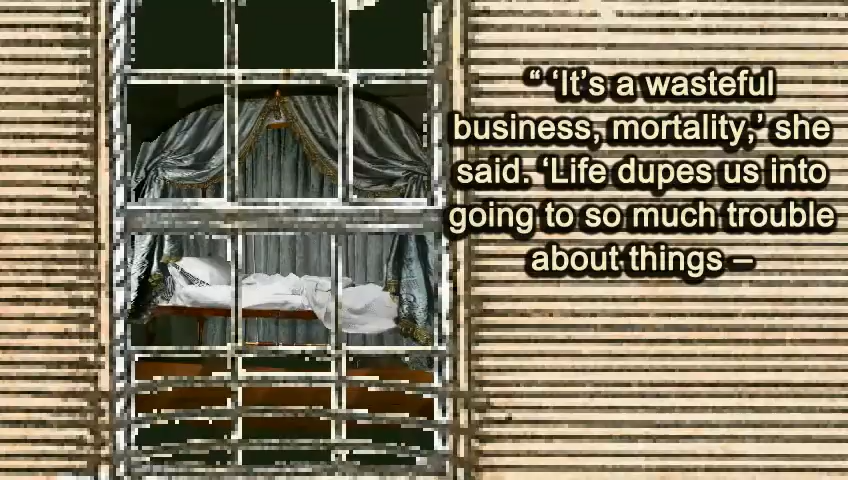 “ ‘It’s a wasteful
business, mortality,’ she
said. ‘Life dupes us into
going to so much trouble
about things –